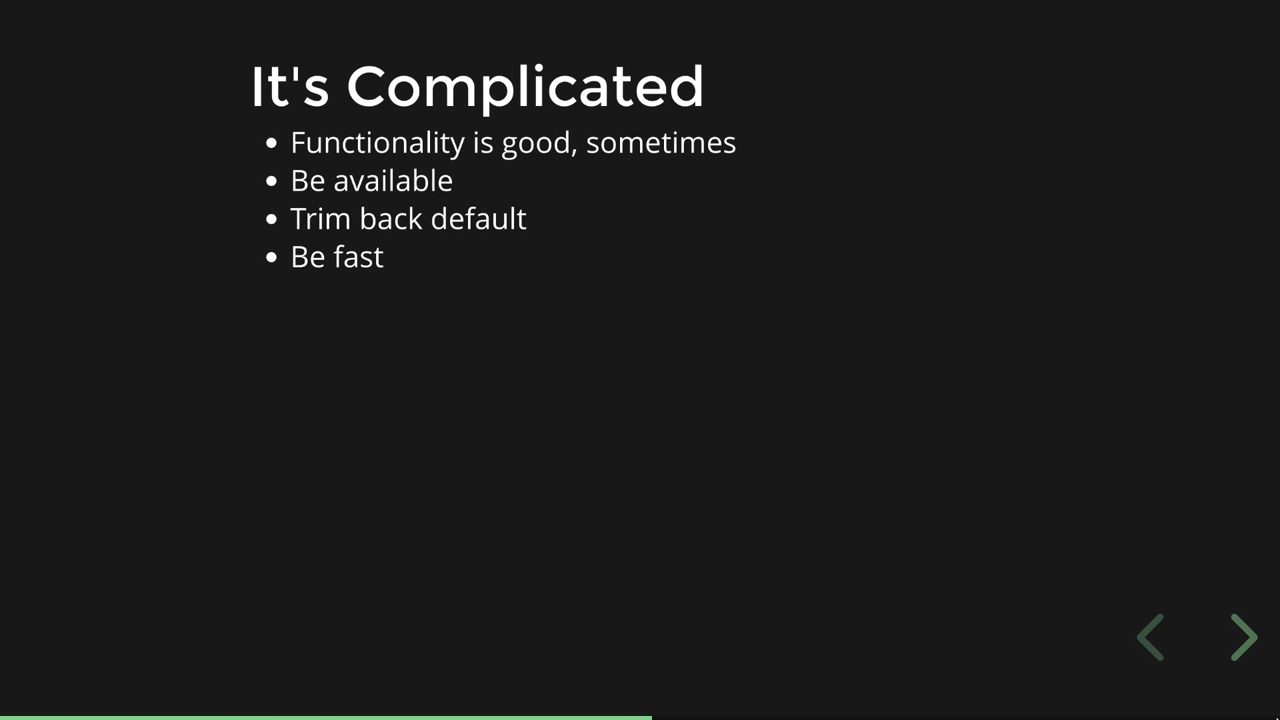 It's Complicated
Functionality is good, sometimes
Be available
Trim back default
Be fast